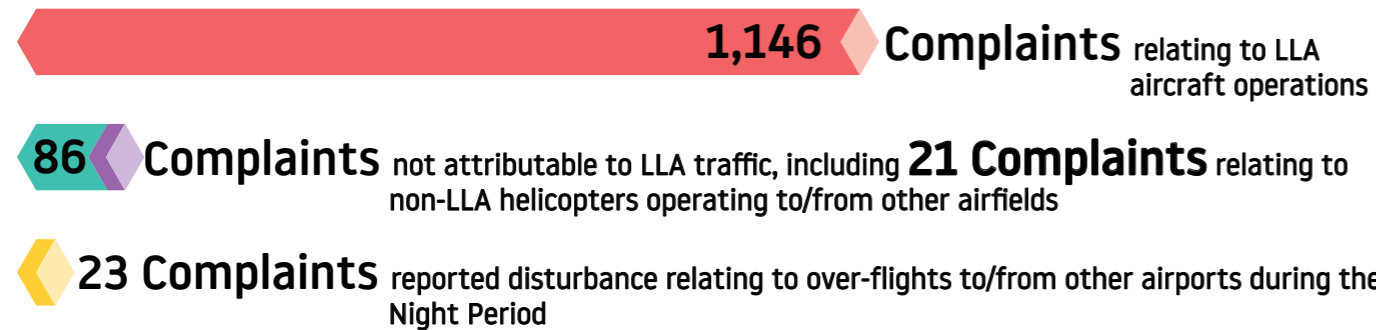 1,146 Complaints relating to LLA
aircraft operations
86 Complaints not attributable to LLA traffic, including 21 Complaints relating to
non-LLA helicopters operating to/from other airfields
23 Complaints reported disturbance relating to over-flights to/from other airports during the
Night Period